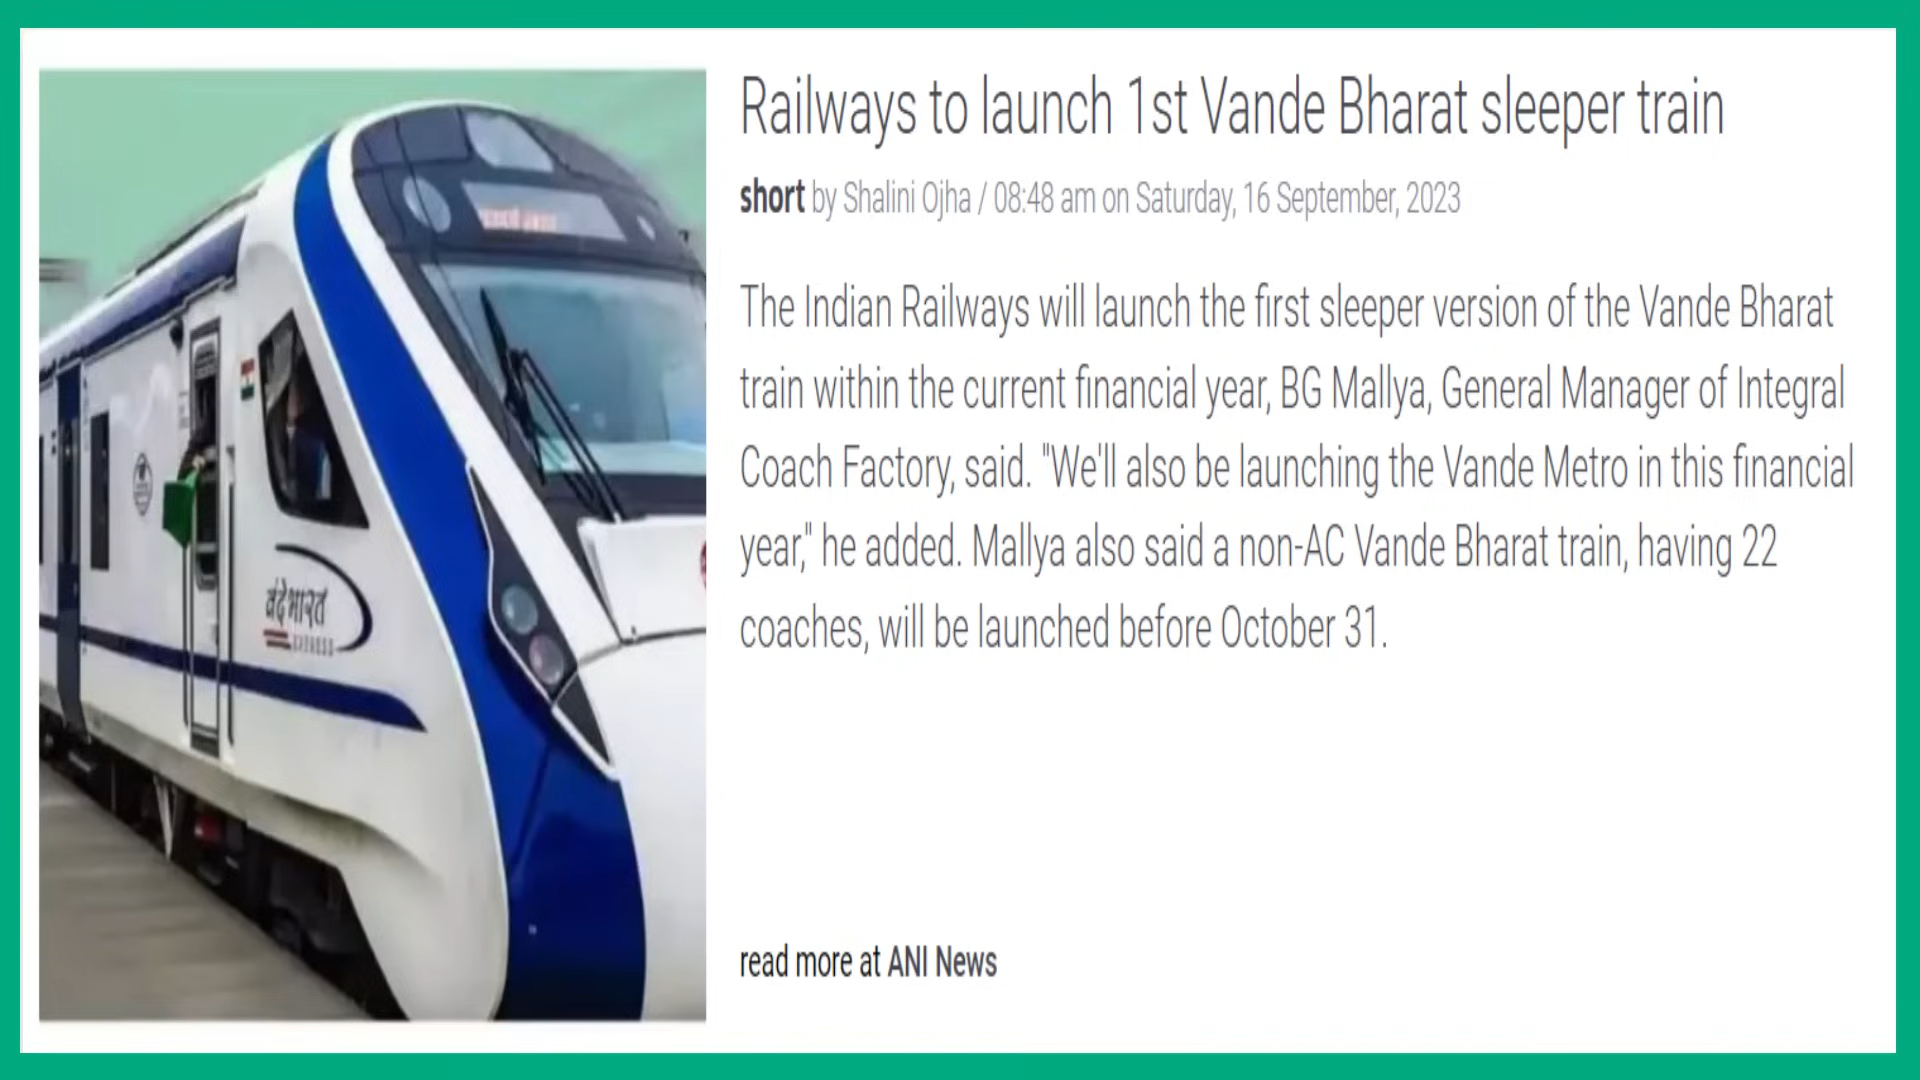 Railways to launch 1st Vande Bharat sleeper train
short by Shalini Ojha / 08:48 am on Saturday, 16 September, 2023
The Indian Railways will launch the first sleeper version of the Vande Bharat
train within the current financial year, BG Mallya, General Manager of Integral
Coach Factory, said. "We'll also be launching the Vande Metro in this financial
year," he added. Mallya also said a non-AC Vande Bharat train, having 22
coaches, will be launched before October 31.
read more at ANI News
वंदे भारत
EXPRESS